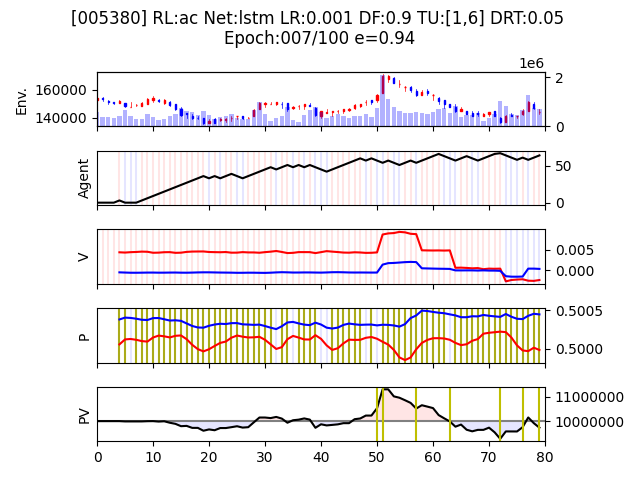 [005380] RL:ac Net:lstm LR:0.001 DF:0.9 TU:[1,6] DRT:0.05
Epoch:007/100 e=0.94
1e6
Env.
160000
140000
2
0
Agent
50
0
V
0.005
0.000
P
0.5005
0.5000
PV
11000000
10000000
0 10 20 30 40 50 60 70 80